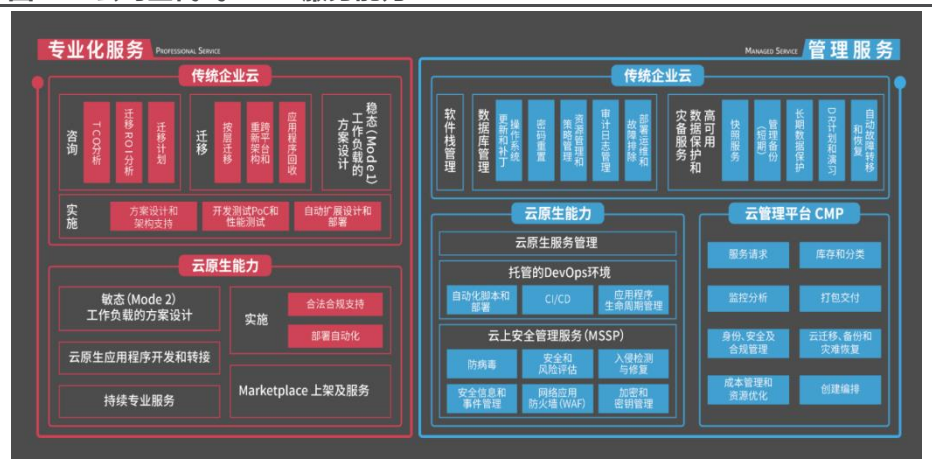 专业化服务 PROFESSIONAL SERVICE
传统企业云
咨询
TCO分析
迁移ROI分析
迁移计划
迁移
按层迁移
跨平台和
重新架构
应用程序回收
稳态(Mode1)
工作负载的
方案设计
实施
方案设计和
架构支持
开发测试PoC和
性能测试
自动扩展设计和
部署
云原生能力
敏态(Mode 2)
工作负载的方案设计
云原生应用程序开发和转接
持续专业服务
实施
合法合规支持
部署自动化
Marketplace 上架及服务
MANAGED SERVICE 管理服务
传统企业云
软件栈管理
数据库管理
操作系统
更新和补丁
密码重置
资源管理和
策略管理
审计日志管理
部署运维和
故障排除
高可用
数据保护和
灾备服务
快照服务
管理备份
(短期)
长期数据保护
DR计划和演习
自动故障转移
和恢复
云原生能力
云原生服务管理
托管的DevOps环境
自动化脚本和
部署
CI/CD
应用程序
生命周期管理
云上安全管理服务(MSSP)
防病毒
安全和
风险评估
入侵检测
与修复
安全信息和
事件管理
网络应用
防火墙(WAF)
加密和
密钥管理
云管理平台 CMP
服务请求
库存和分类
监控分析
打包交付
身份、安全及
合规管理
云迁移、备份和
灾难恢复
成本管理和
资源优化
创建编排